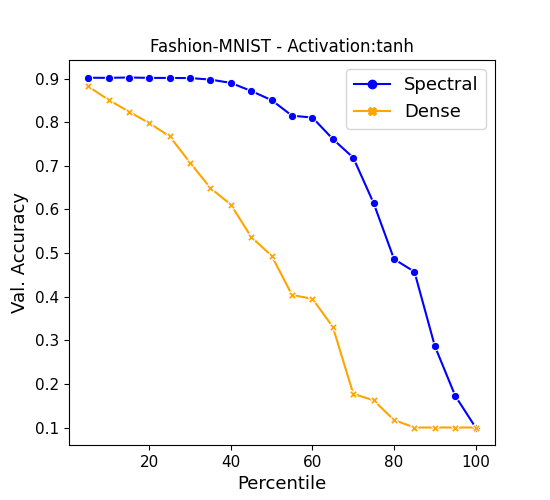 Fashion-MNIST - Activation:tanh
Spectral
Dense
Val. Accuracy
0.9
0.8
0.7
0.6
0.5
0.4
0.3
0.2
0.1
20 40 60 80 100
Percentile